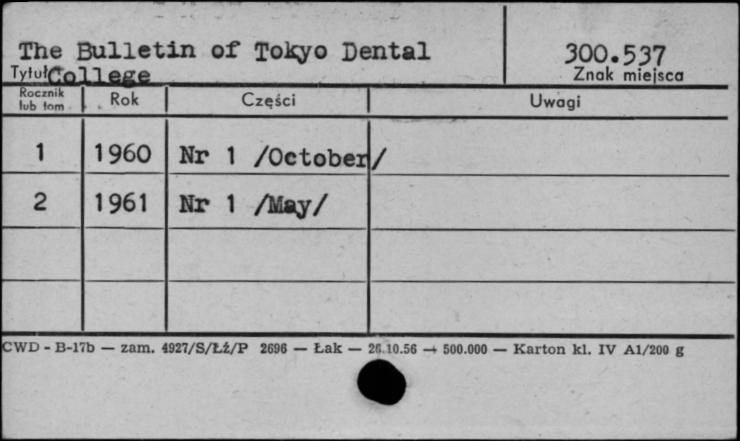 The Bulletin of Tokyo Dental
300.537
Tytuł College
Znak miejsca
Rocznik lub tom Rok Części Uwagi
1 1960 Nr 1 /October/
2 1961 Nr 1 /May/
CWD - B-17b — zam. 4927/S/Łź/P 2696 — Łak — 26.10.56 — 500.000 — Karton kl. IV A1/200 g